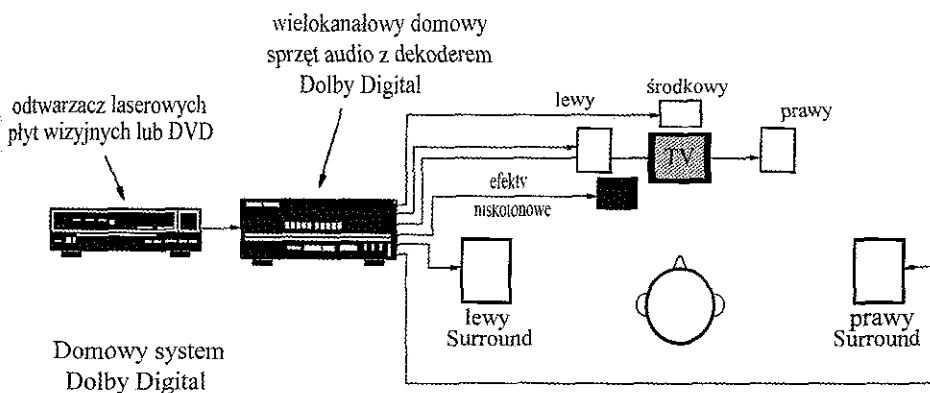 wielokanałowy domowy
sprzęt audio z dekoderem
Dolby Digital
odtwarzacz laserowych
płyt wizyjnych lub DVD
lewy
środkowy
prawy
TV
efekty
niskotonowe
lewy
Surround
prawy
Surround
Domowy system
Dolby Digital